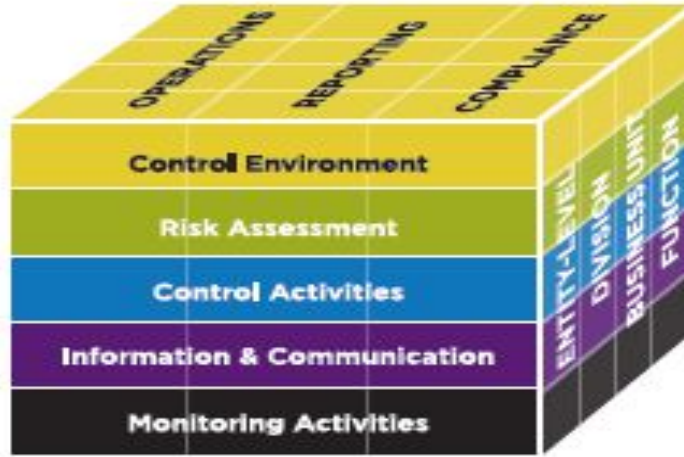 OPERATIONS
REPORTING
COMPLIANCE
Control Environment
Risk Assessment
Control Activities
Information & Communication
Monitoring Activities
ENTITY-LEVEL
DIVISION
BUSINESS UNIT
FUNCTION